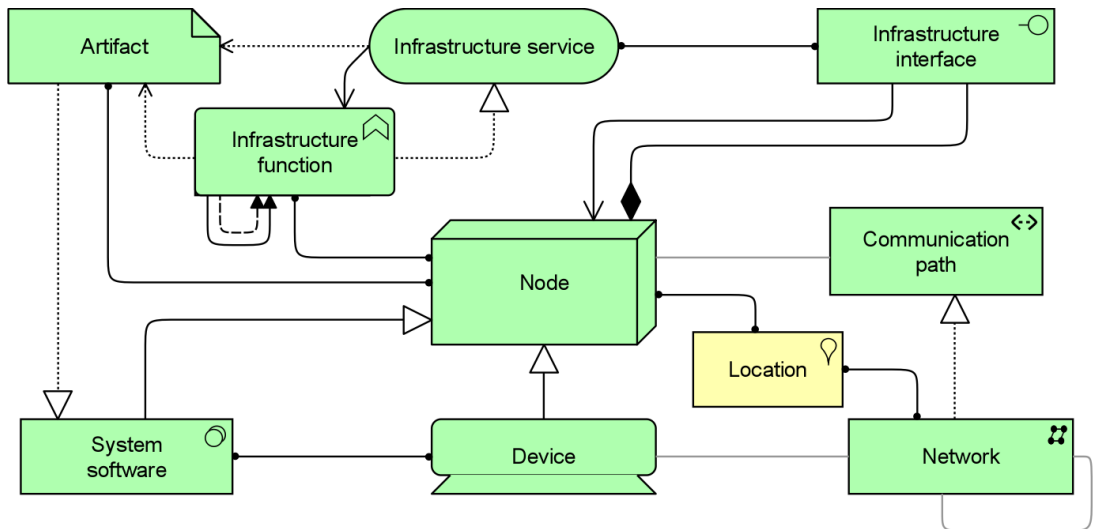 Artifact
Infrastructure service
Infrastructure
interface
Infrastructure
function
Node
Communication
path
Location
System
software
Device
Network